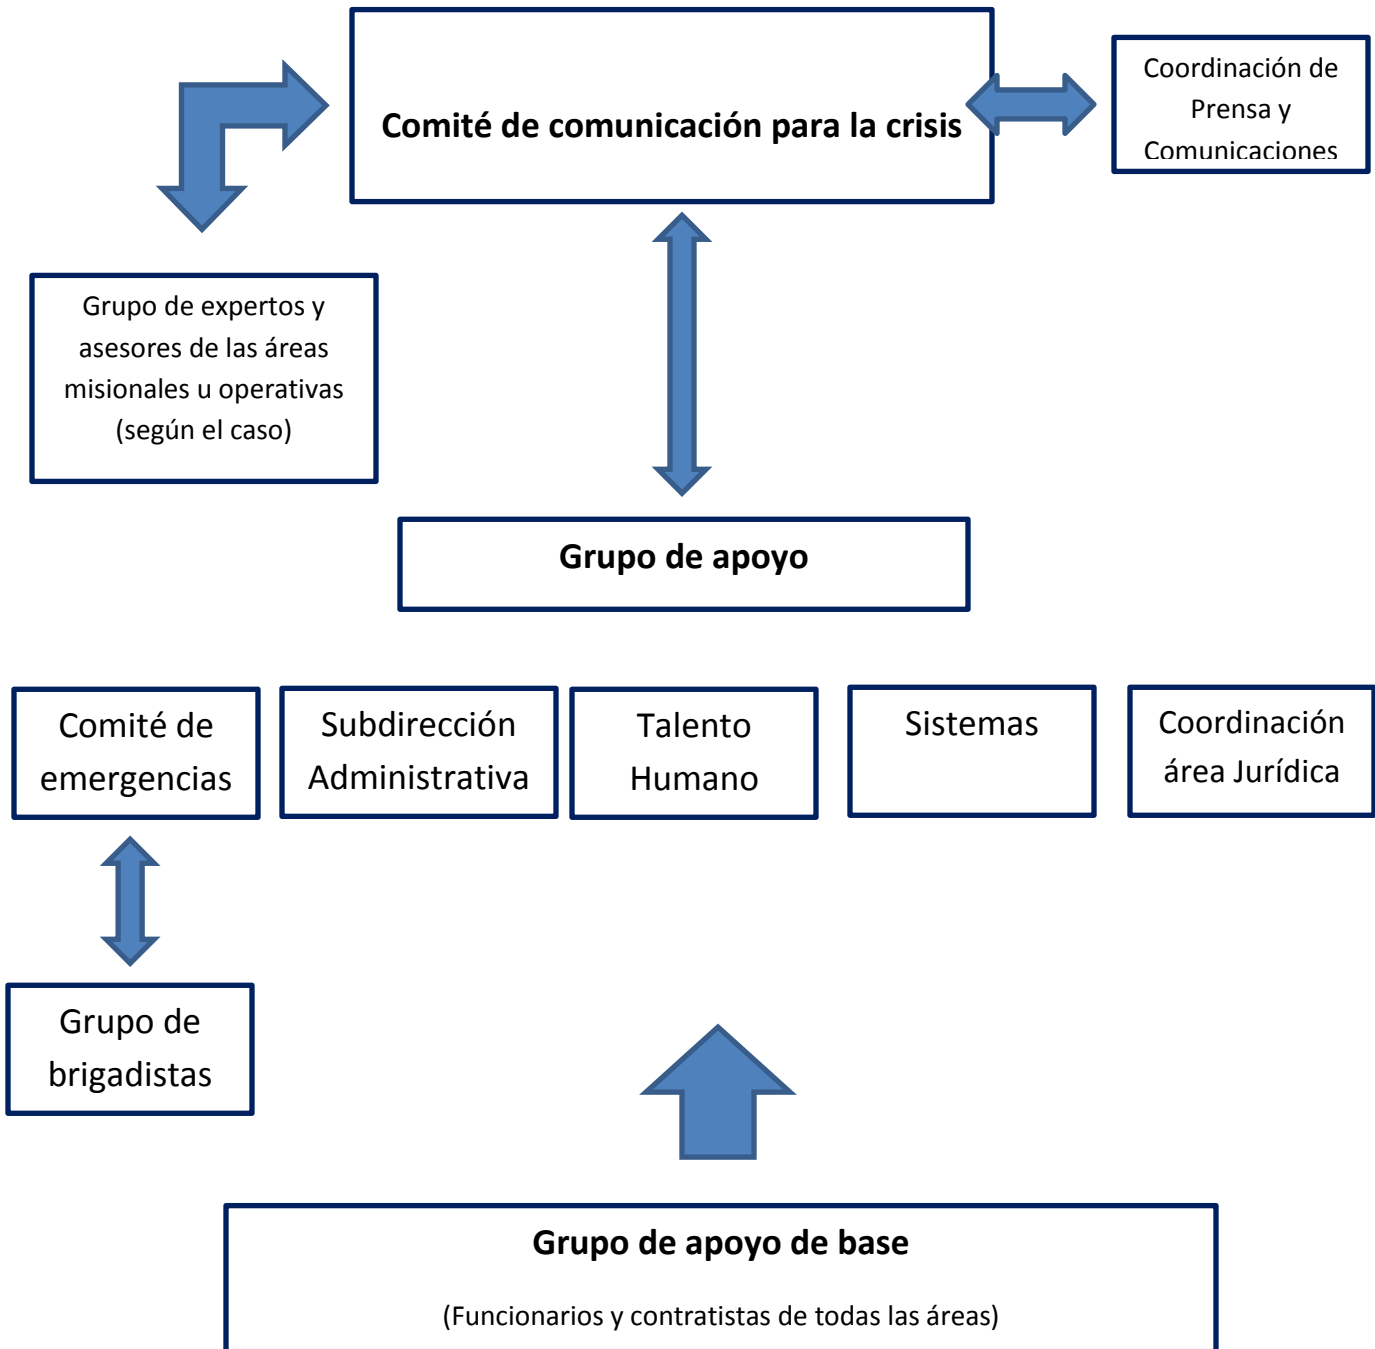 Comité de comunicación para la crisis
Coordinación de
Prensa y
Comunicaciones
Grupo de expertos y
asesores de las áreas
misionales u operativas
(según el caso)
Grupo de apoyo
Comité de
emergencias
Subdirección
Administrativa
Talento
Humano
Sistemas
Coordinación
área Jurídica
Grupo de
brigadistas
Grupo de apoyo de base
(Funcionarios y contratistas de todas las áreas)